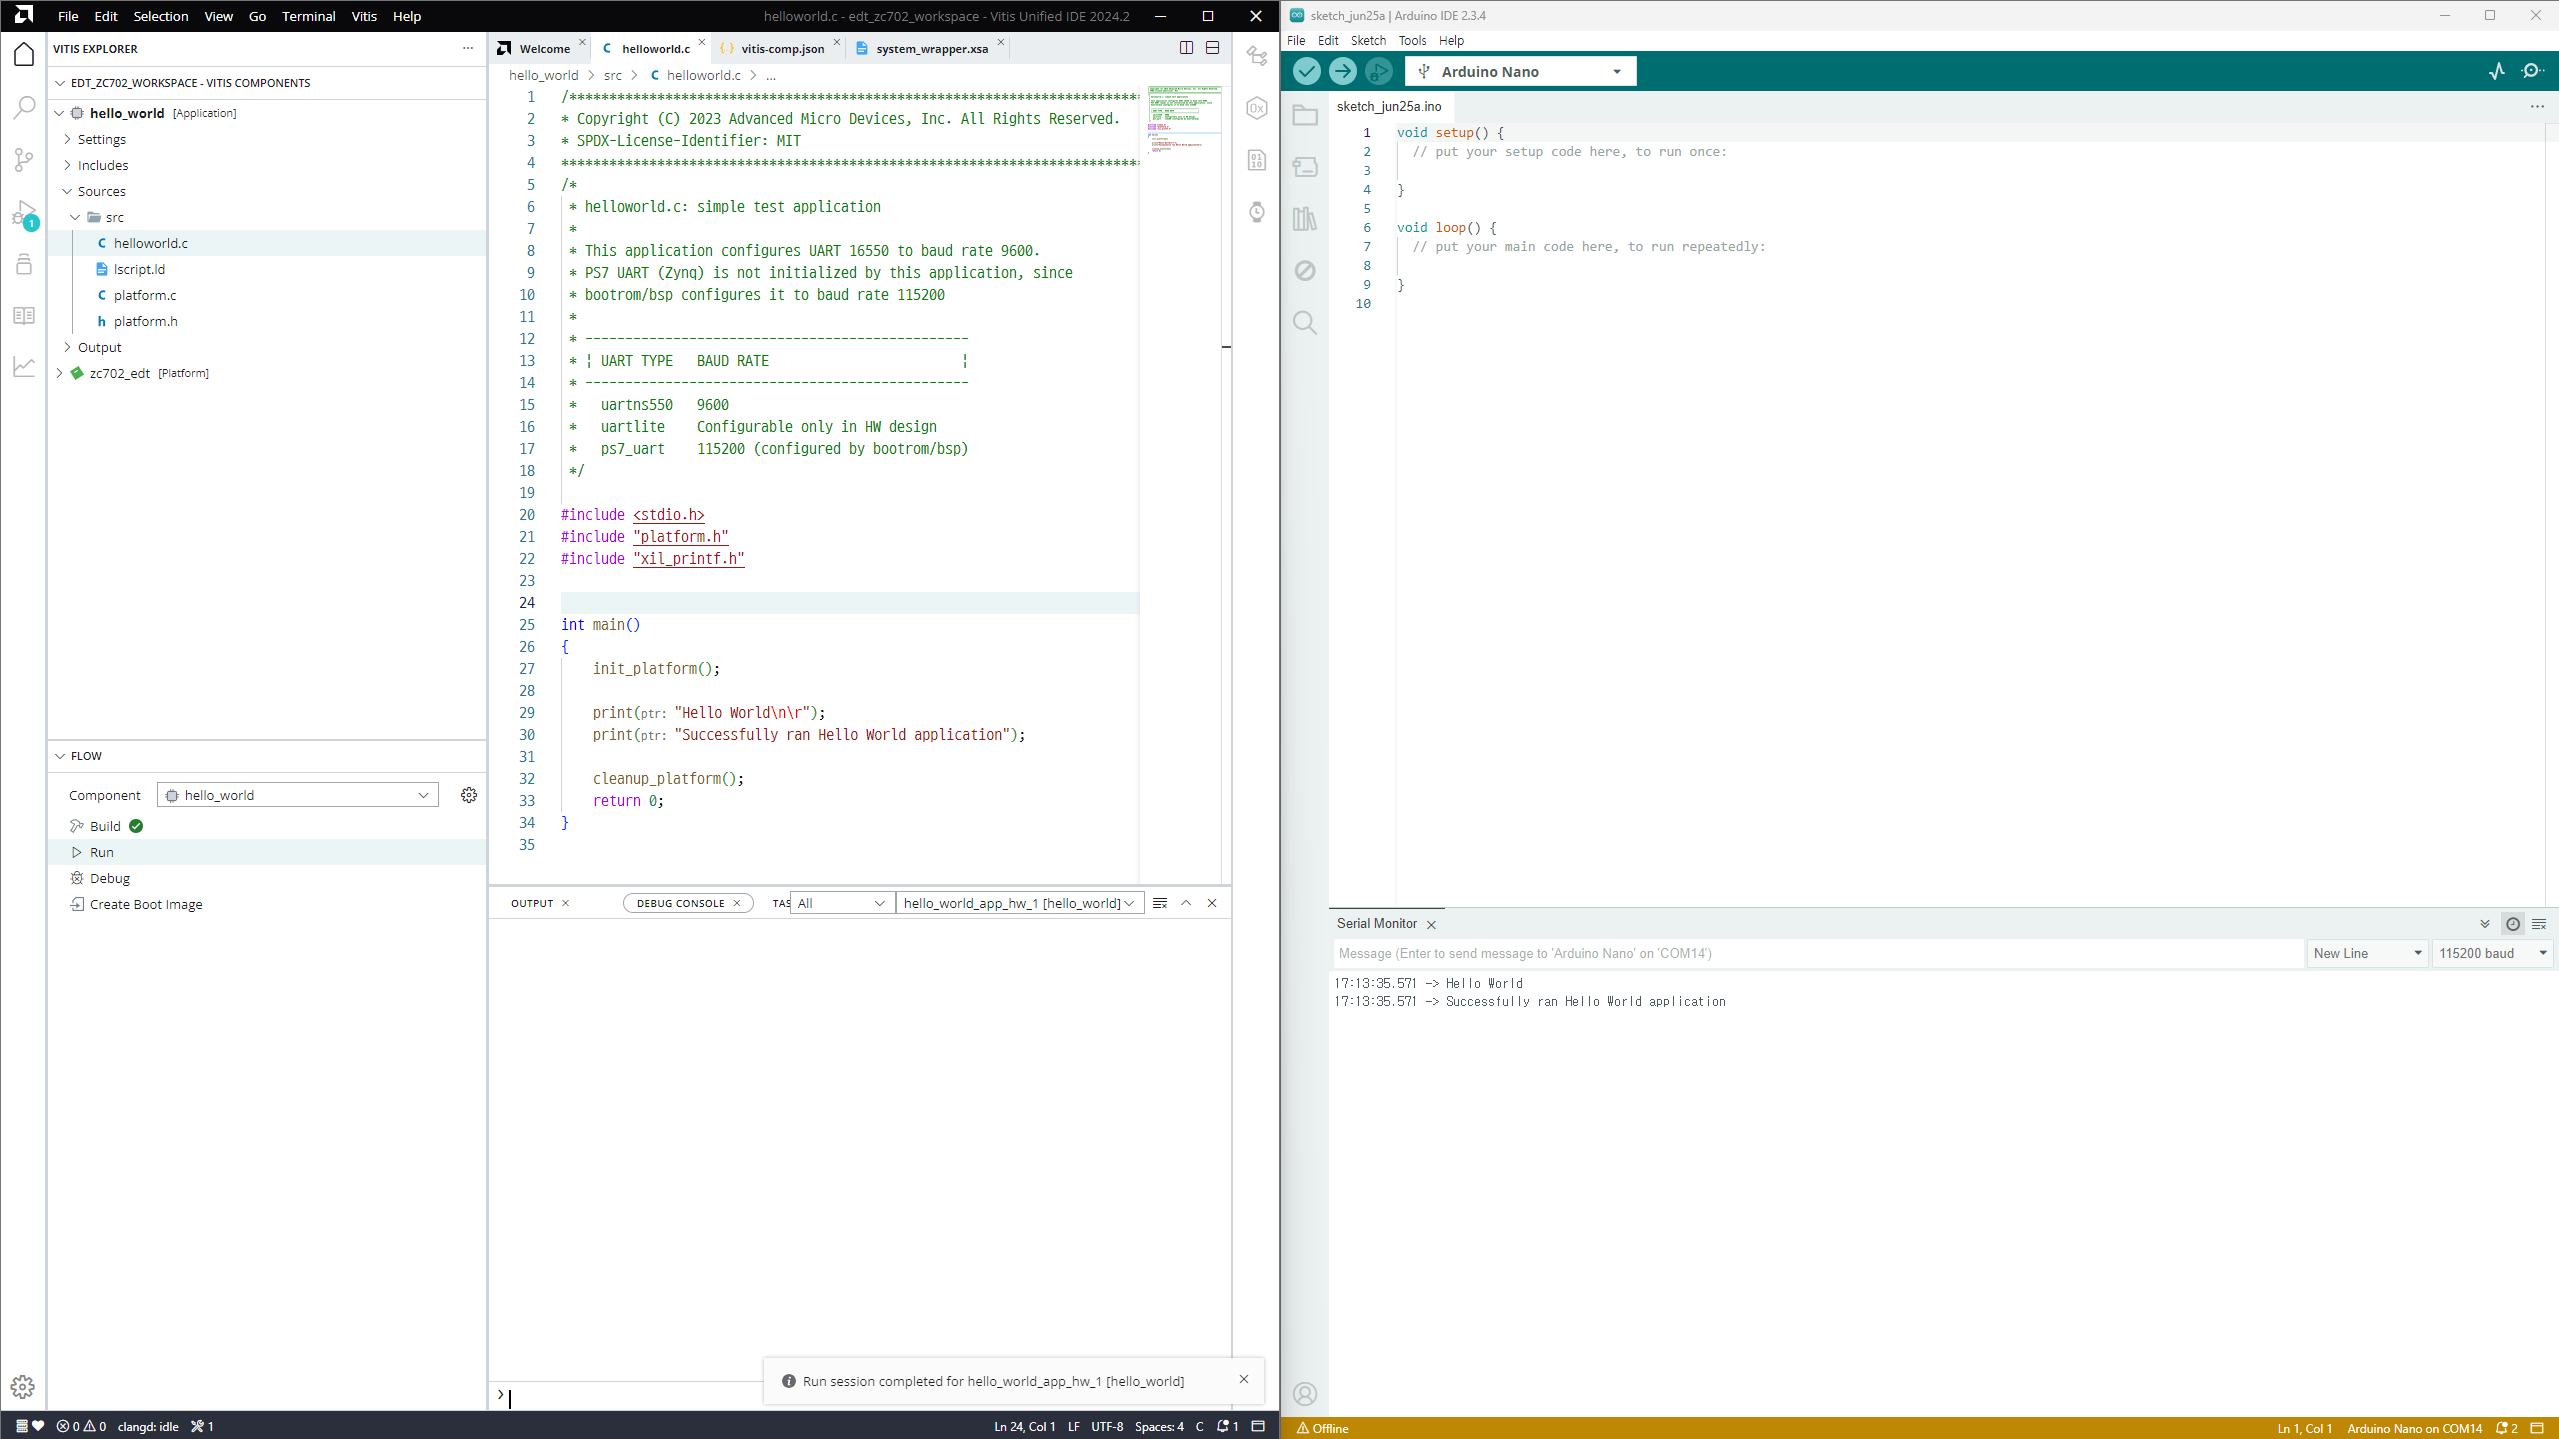 File Edit Selection View Go Terminal Vitis Help
helloworld.c - edt_zc702_workspace - Vitis Unified IDE 2024.2
VITIS EXPLORER
EDT_ZC702_WORKSPACE - VITIS COMPONENTS
hello_world [Application]
Settings
Includes
Sources
src
C helloworld.c
lscript.ld
C platform.c
h platform.h
Output
zc702_edt [Platform]
1
FLOW
Component hello_world
Build
Run
Debug
Create Boot Image
Welcome
C helloworld.c
{ } vitis-comp.json
system_wrapper.xsa
hello_world > src > C helloworld.c > ...
1 /************************************************************************
2 * Copyright (C) 2023 Advanced Micro Devices, Inc. All Rights Reserved.
3 * SPDX-License-Identifier: MIT
4 *************************************************************************
5 /*
6 * helloworld.c: simple test application
7 *
8 * This application configures UART 16550 to baud rate 9600.
9 * PS7 UART (Zynq) is not initialized by this application, since
10 * bootrom/bsp configures it to baud rate 115200
11 *
12 * ------------------------------------------------
13 * ¦ UART TYPE   BAUD RATE                        ¦
14 * ------------------------------------------------
15 *   uartns550   9600
16 *   uartlite    Configurable only in HW design
17 *   ps7_uart    115200 (configured by bootrom/bsp)
18 */
19
20 #include <stdio.h>
21 #include "platform.h"
22 #include "xil_printf.h"
23
24
25 int main()
26 {
27     init_platform();
28
29     print(ptr: "Hello World\n\r");
30     print(ptr: "Successfully ran Hello World application");
31
32     cleanup_platform();
33     return 0;
34 }
35
0x
01
10
OUTPUT
DEBUG CONSOLE
TAS
All
hello_world_app_hw_1 [hello_world]
Run session completed for hello_world_app_hw_1 [hello_world]
>
0 0 clangd: idle 1
Ln 24, Col 1 LF UTF-8 Spaces: 4 C 1
sketch_jun25a | Arduino IDE 2.3.4
File Edit Sketch Tools Help
Arduino Nano
sketch_jun25a.ino
1 void setup() {
2   // put your setup code here, to run once:
3
4 }
5
6 void loop() {
7   // put your main code here, to run repeatedly:
8
9 }
10
Serial Monitor
Message (Enter to send message to 'Arduino Nano' on 'COM14')
New Line
115200 baud
17:13:35.571 -> Hello World
17:13:35.571 -> Successfully ran Hello World application
Offline
Ln 1, Col 1 Arduino Nano on COM14 2